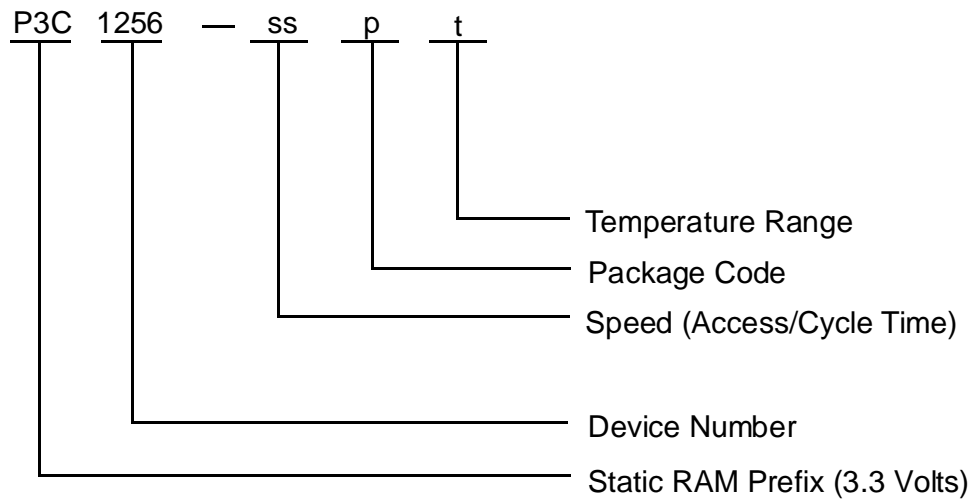 P3C 1256 — ss p t
Temperature Range
Package Code
Speed (Access/Cycle Time)
Device Number
Static RAM Prefix (3.3 Volts)